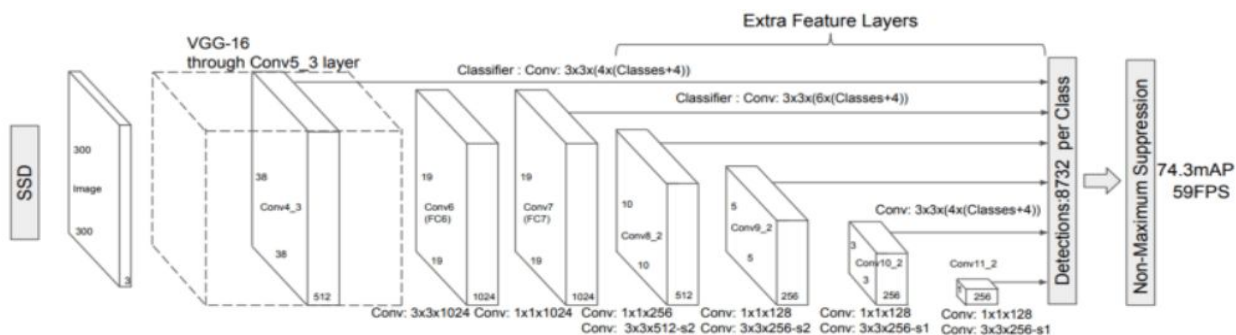 Extra Feature Layers
VGG-16
through Conv5_3 layer
Classifier : Conv: 3x3x(4x(Classes+4))
Classifier : Conv: 3x3x(6x(Classes+4))
SSD
300
Image
300
3
38
Conv4_3
38
512
19
Conv6
(FC6)
19
1024
19
Conv7
(FC7)
19
1024
10
Conv8_2
10
512
5
Conv9_2
5
256
Conv: 3x3x(4x(Classes+4))
3
Conv10_2
3
256
Conv11_2
256
Detections:8732 per Class
Non-Maximum Suppression
74.3mAP
59FPS
Conv: 3x3x1024
Conv: 1x1x1024
Conv: 1x1x256
Conv: 3x3x512-s2
Conv: 1x1x128
Conv: 3x3x256-s2
Conv: 1x1x128
Conv: 3x3x256-s1
Conv: 1x1x128
Conv: 3x3x256-s1